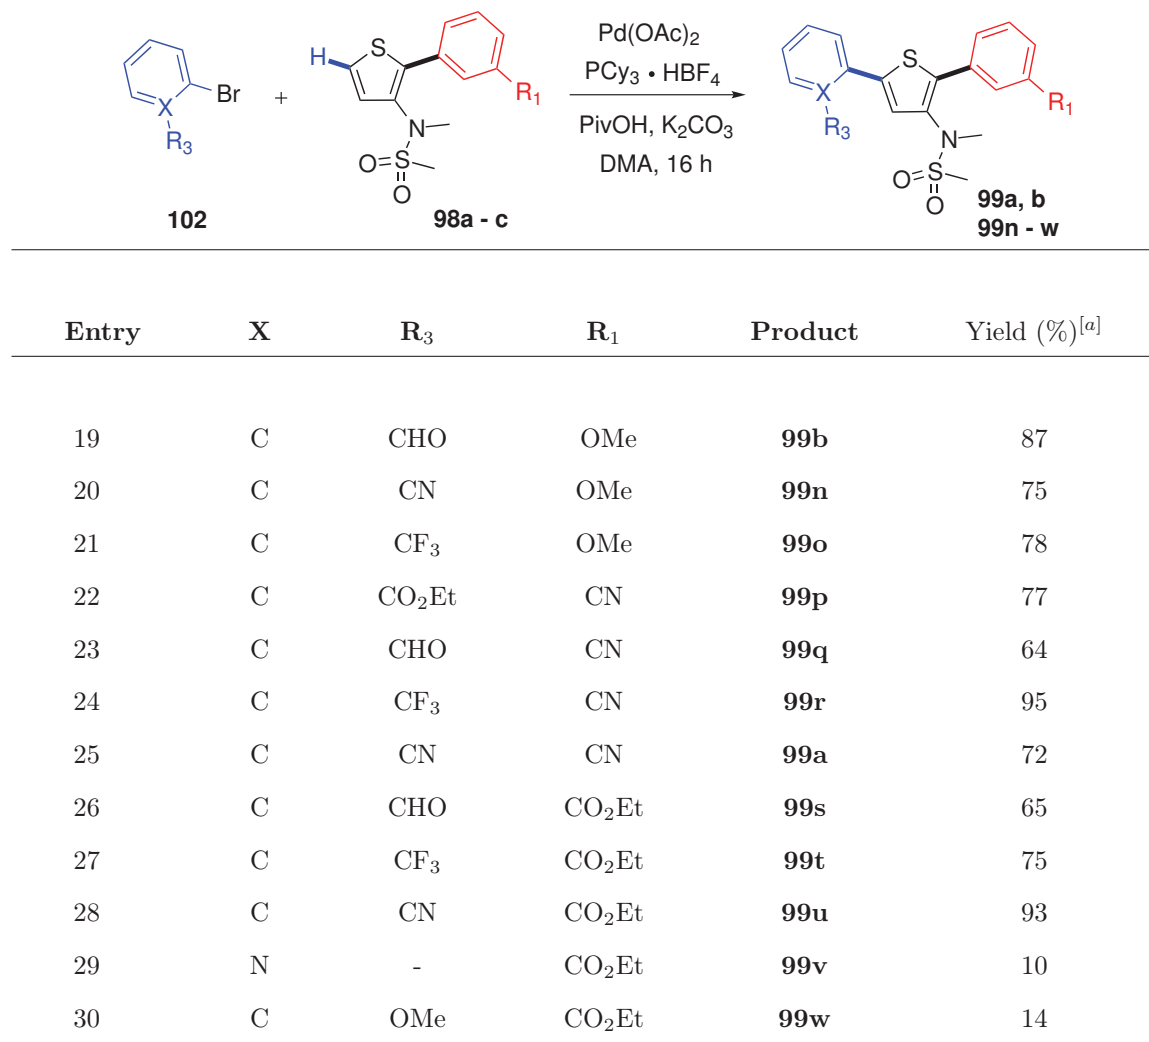 H
S
R₁
X
Br
R₃
+
N
O=S
O
102
98a - c
Pd(OAc)₂
PCy₃ • HBF₄
PivOH, K₂CO₃
DMA, 16 h
S
R₁
X
R₃
N
O=S
O
99a, b
99n - w
Entry X R₃ R₁ Product Yield (%)[a]
19 C CHO OMe 99b 87
20 C CN OMe 99n 75
21 C CF₃ OMe 99o 78
22 C CO₂Et CN 99p 77
23 C CHO CN 99q 64
24 C CF₃ CN 99r 95
25 C CN CN 99a 72
26 C CHO CO₂Et 99s 65
27 C CF₃ CO₂Et 99t 75
28 C CN CO₂Et 99u 93
29 N - CO₂Et 99v 10
30 C OMe CO₂Et 99w 14